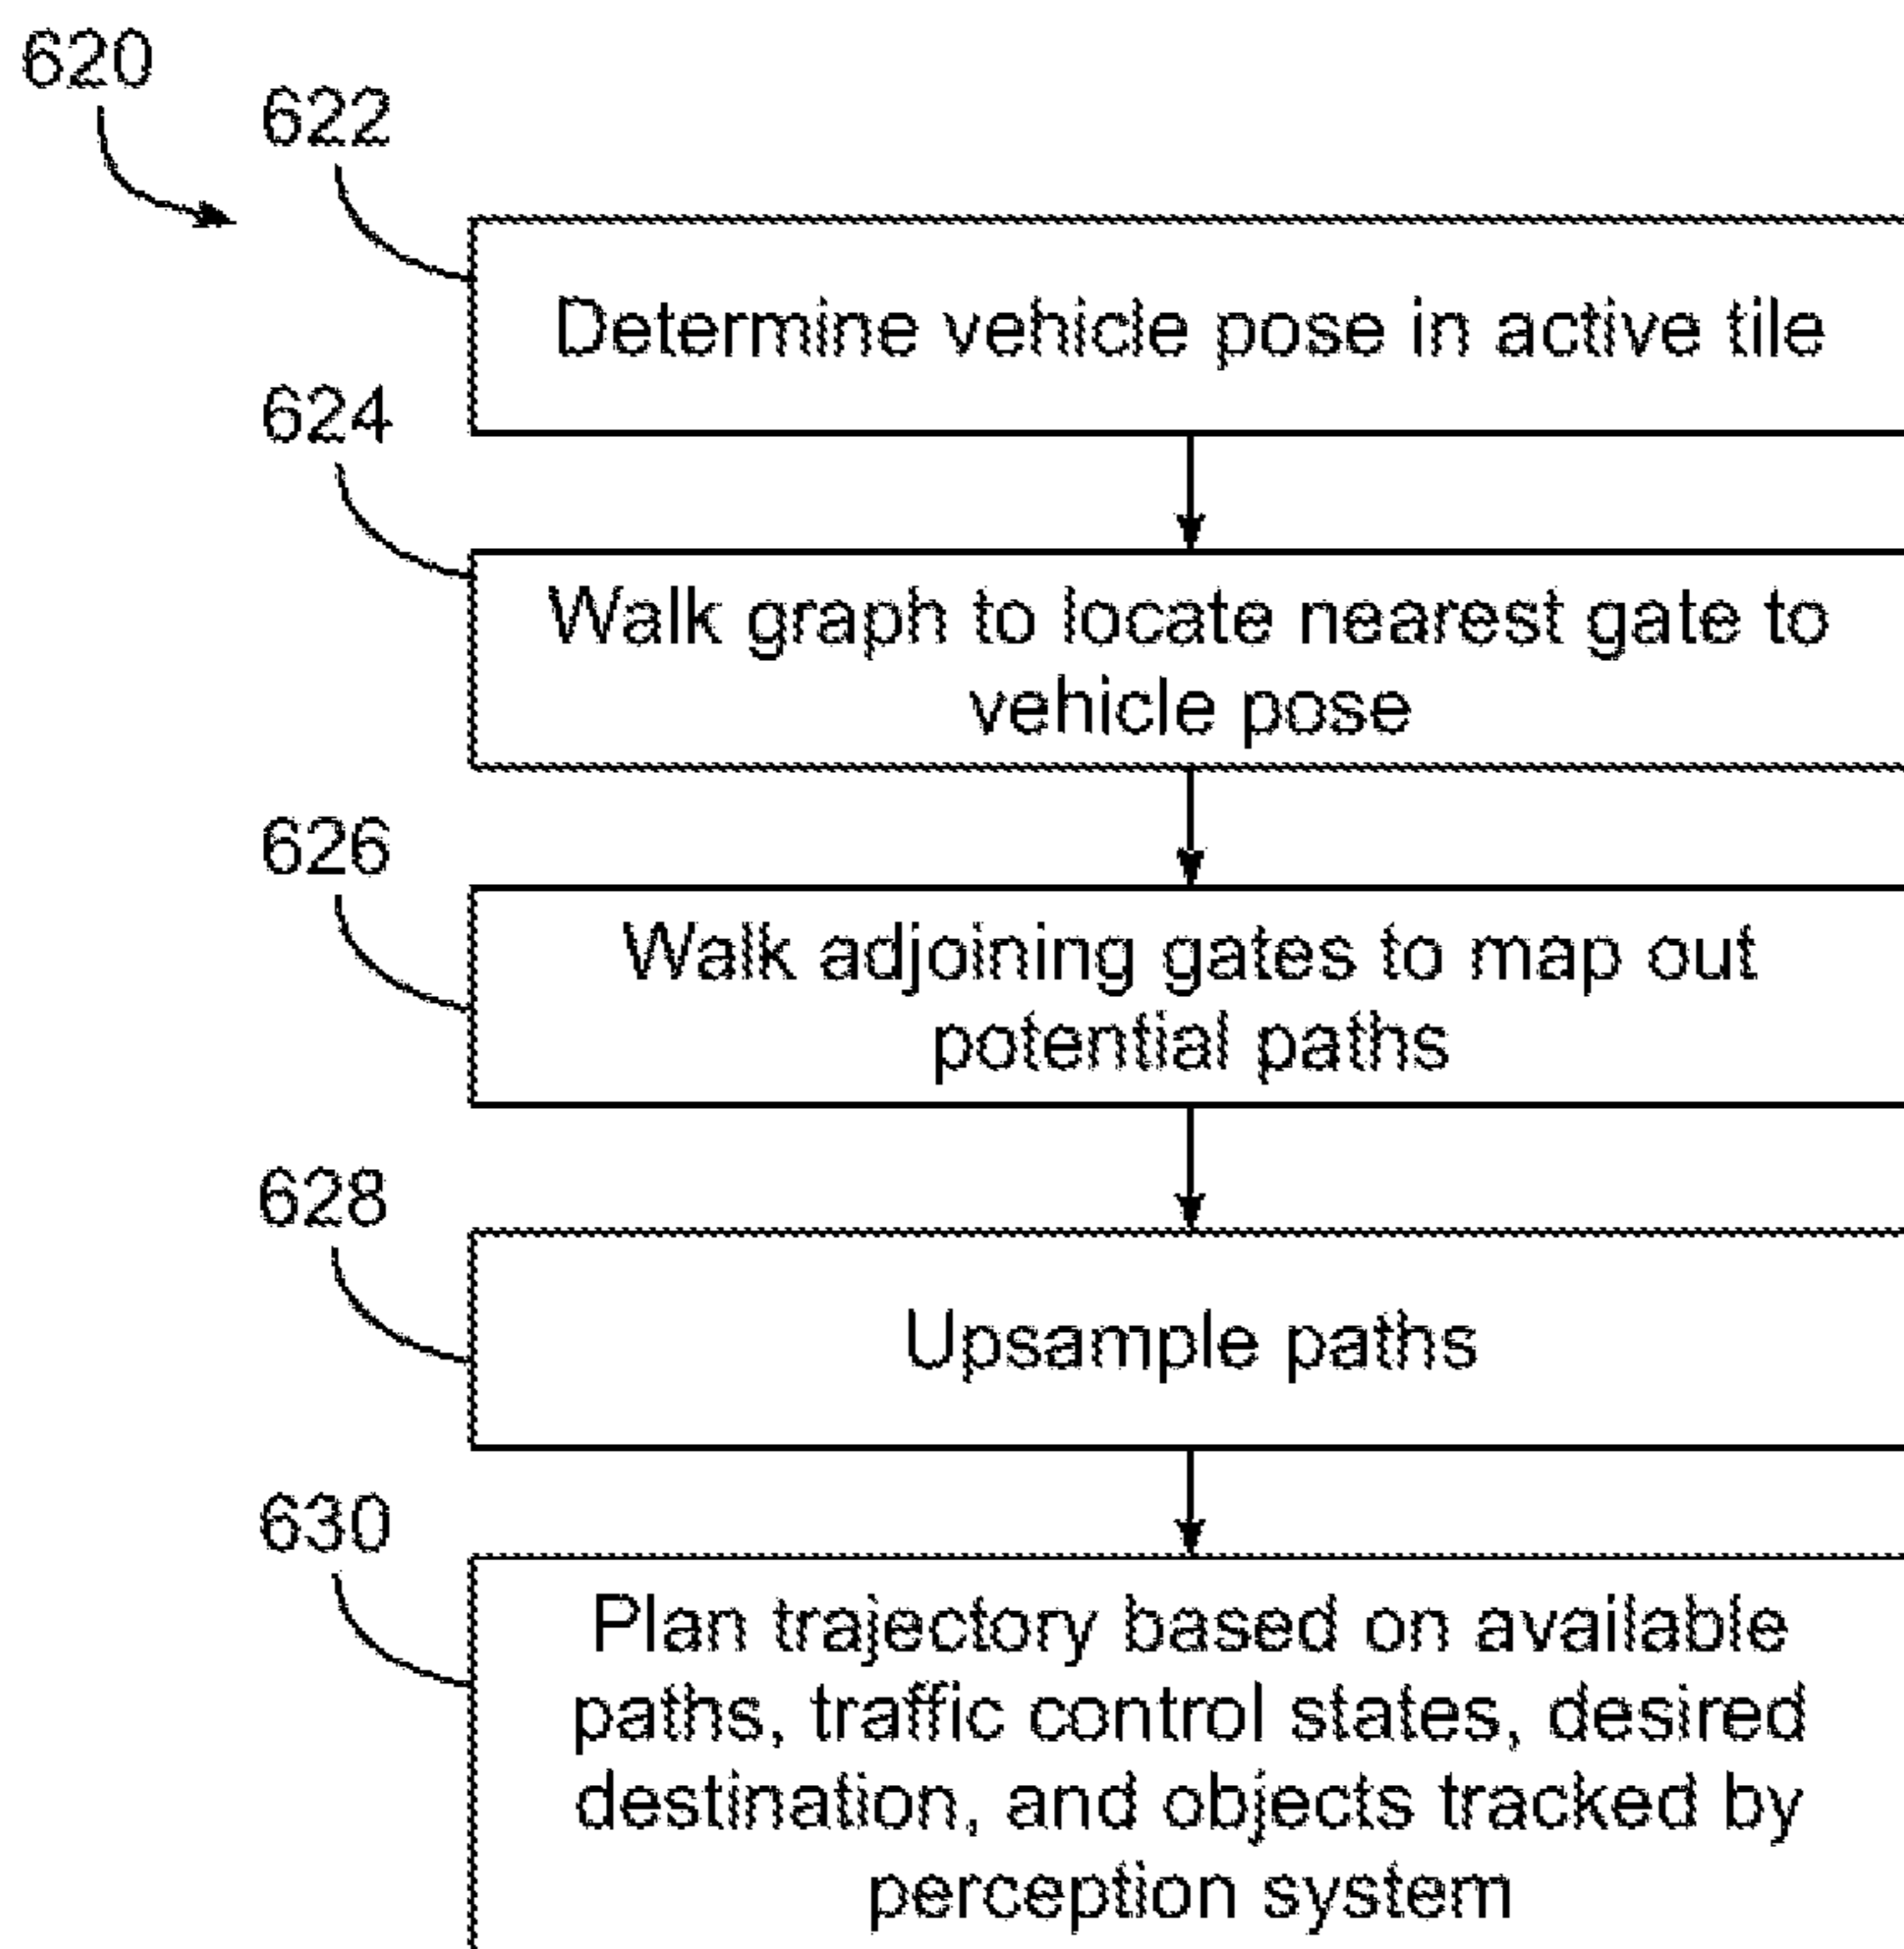 620
622
Determine vehicle pose in active tile
624
Walk graph to locate nearest gate to
vehicle pose
626
Walk adjoining gates to map out
potential paths
628
Upsample paths
630
Plan trajectory based on available
paths, traffic control states, desired
destination, and objects tracked by
perception system